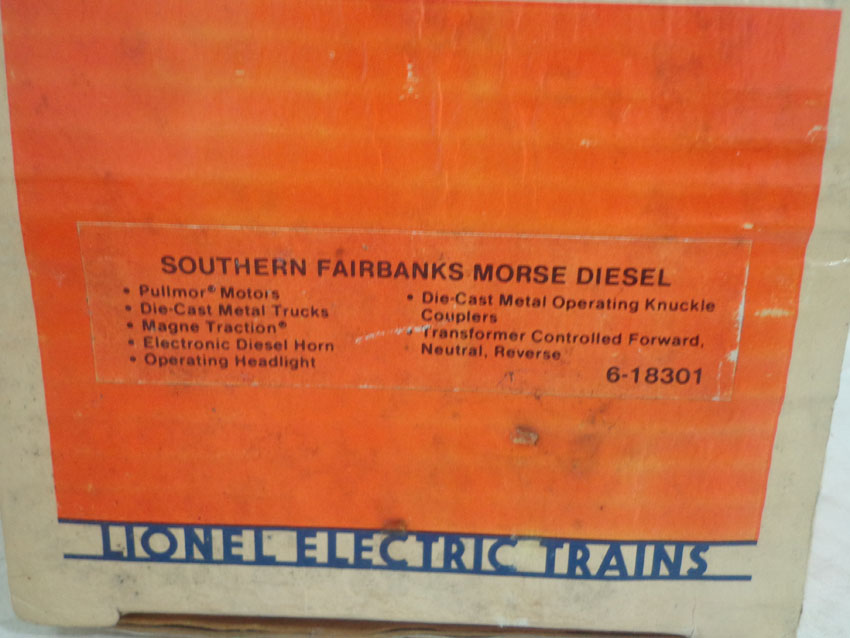 SOUTHERN FAIRBANKS MORSE DIESEL
• Pullmor® Motors
• Die-Cast Metal Trucks
• Magne Traction®
• Electronic Diesel Horn
• Operating Headlight
• Die-Cast Metal Operating Knuckle
Couplers
• Transformer Controlled Forward,
Neutral, Reverse
6-18301
LIONEL ELECTRIC TRAINS